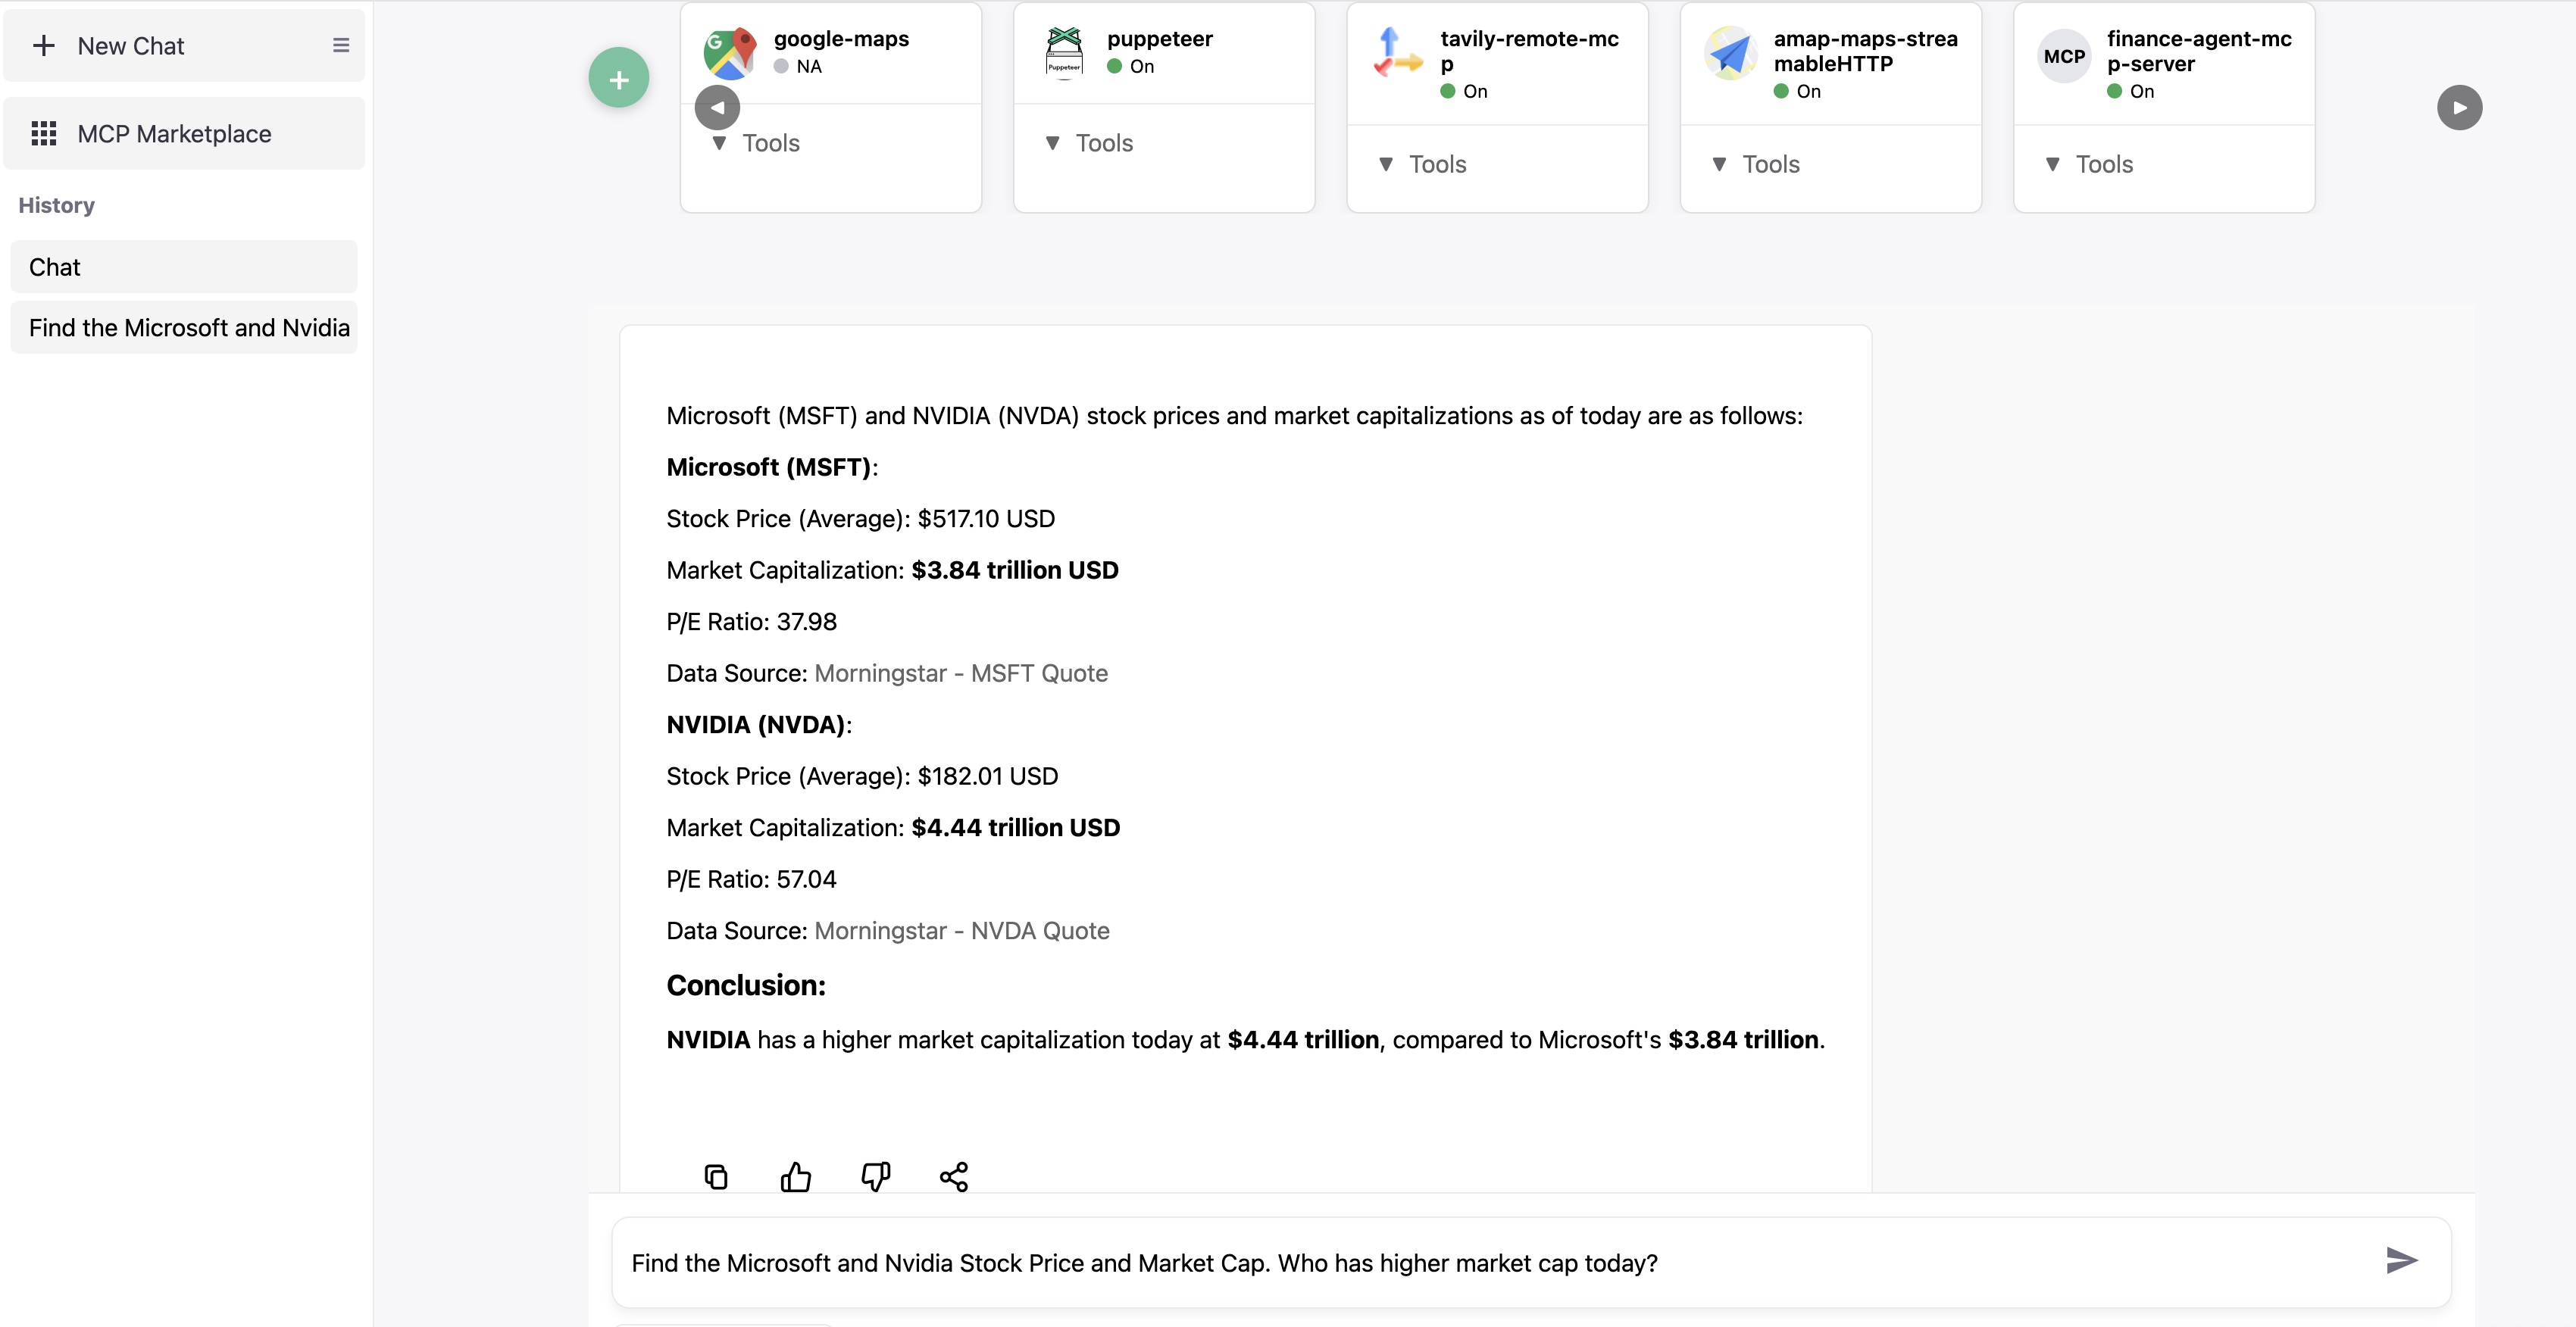 New Chat
MCP Marketplace
History
Chat
Find the Microsoft and Nvidia
+
G
google-maps
NA
Tools
Puppeteer
puppeteer
On
Tools
tavily-remote-mc
p
On
Tools
amap-maps-strea
mableHTTP
On
Tools
MCP
finance-agent-mc
p-server
On
Tools
Microsoft (MSFT) and NVIDIA (NVDA) stock prices and market capitalizations as of today are as follows:
Microsoft (MSFT):
Stock Price (Average): $517.10 USD
Market Capitalization: $3.84 trillion USD
P/E Ratio: 37.98
Data Source: Morningstar - MSFT Quote
NVIDIA (NVDA):
Stock Price (Average): $182.01 USD
Market Capitalization: $4.44 trillion USD
P/E Ratio: 57.04
Data Source: Morningstar - NVDA Quote
Conclusion:
NVIDIA has a higher market capitalization today at $4.44 trillion, compared to Microsoft's $3.84 trillion.
Find the Microsoft and Nvidia Stock Price and Market Cap. Who has higher market cap today?